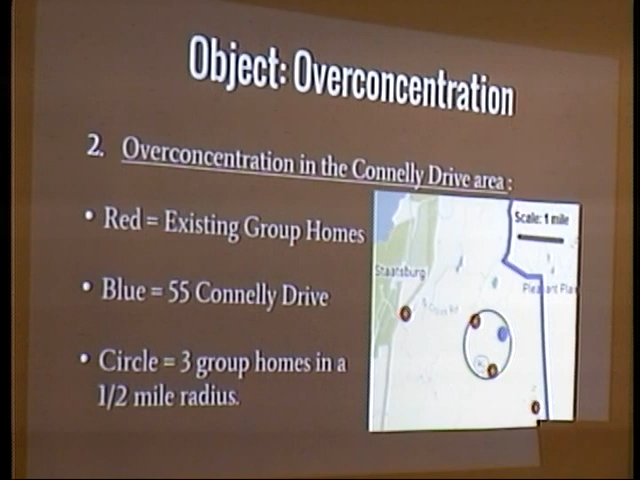 Object: Overconcentration
2. Overconcentration in the Connelly Drive area :
• Red = Existing Group Homes
• Blue = 55 Connelly Drive
• Circle = 3 group homes in a
1/2 mile radius.
Scale: 1 mile
Staatsburg
Pleasant Plai